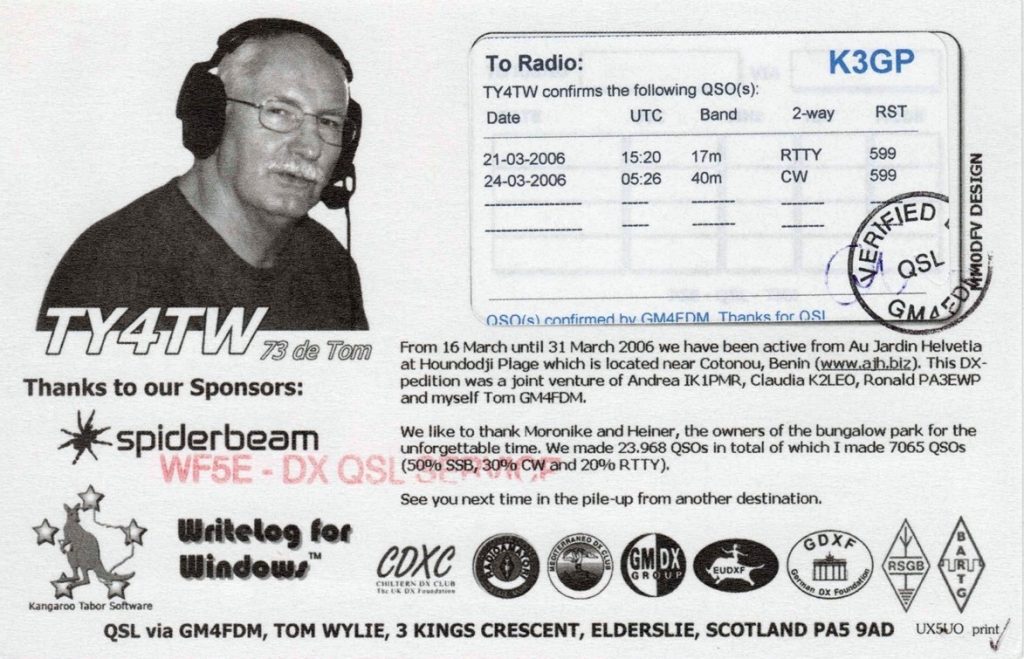 To Radio: K3GP
TY4TW confirms the following QSO(s):
Date UTC Band 2-way RST
21-03-2006 15:20 17m RTTY 599
24-03-2006 05:26 40m CW 599
QSO(s) confirmed by GM4FDM. Thanks for QSL
VERIFIED
QSL
GM4FDM
MM0DFV DESIGN
TY4TW
73 de Tom
From 16 March until 31 March 2006 we have been active from Au Jardin Helvetia
at Houndodji Plage which is located near Cotonou, Benin (www.ajh.biz). This DX-
pedition was a joint venture of Andrea IK1PMR, Claudia K2LEO, Ronald PA3EWP
and myself Tom GM4FDM.
We like to thank Moronike and Heiner, the owners of the bungalow park for the
unforgettable time. We made 23.968 QSOs in total of which I made 7065 QSOs
(50% SSB, 30% CW and 20% RTTY).
See you next time in the pile-up from another destination.
Thanks to our Sponsors:
spiderbeam
WF5E - DX QSL SERVICE
Kangaroo Tabor Software
Writelog for
Windows™
CDXC
CHILTERN DX CLUB
The UK DX Foundation
MEDITERRANEO DX CLUB
GMDX
GROUP
EUDXF
GDXF
German DX Foundation
RSGB
BARTG
QSL via GM4FDM, TOM WYLIE, 3 KINGS CRESCENT, ELDERSLIE, SCOTLAND PA5 9AD
UX5UO print